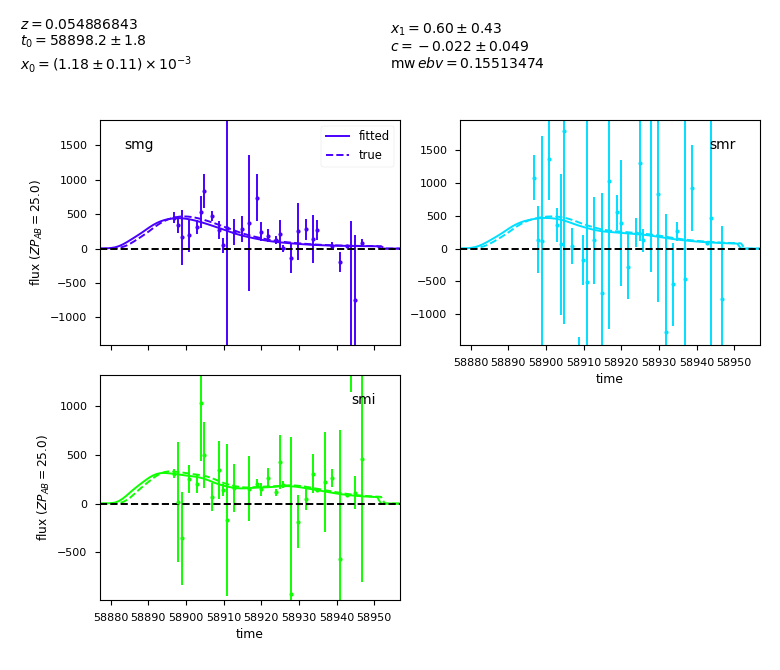 z = 0.054886843
t₀ = 58898.2 ± 1.8
x₀ = (1.18 ± 0.11) × 10⁻³
x₁ = 0.60 ± 0.43
c = −0.022 ± 0.049
mw ebv = 0.15513474
smg
fitted
true
1500
1000
500
0
−500
−1000
flux (ZP_AB = 25.0)
smr
1500
1000
500
0
−500
−1000
58880 58890 58900 58910 58920 58930 58940 58950
time
smi
1000
500
0
−500
flux (ZP_AB = 25.0)
58880 58890 58900 58910 58920 58930 58940 58950
time